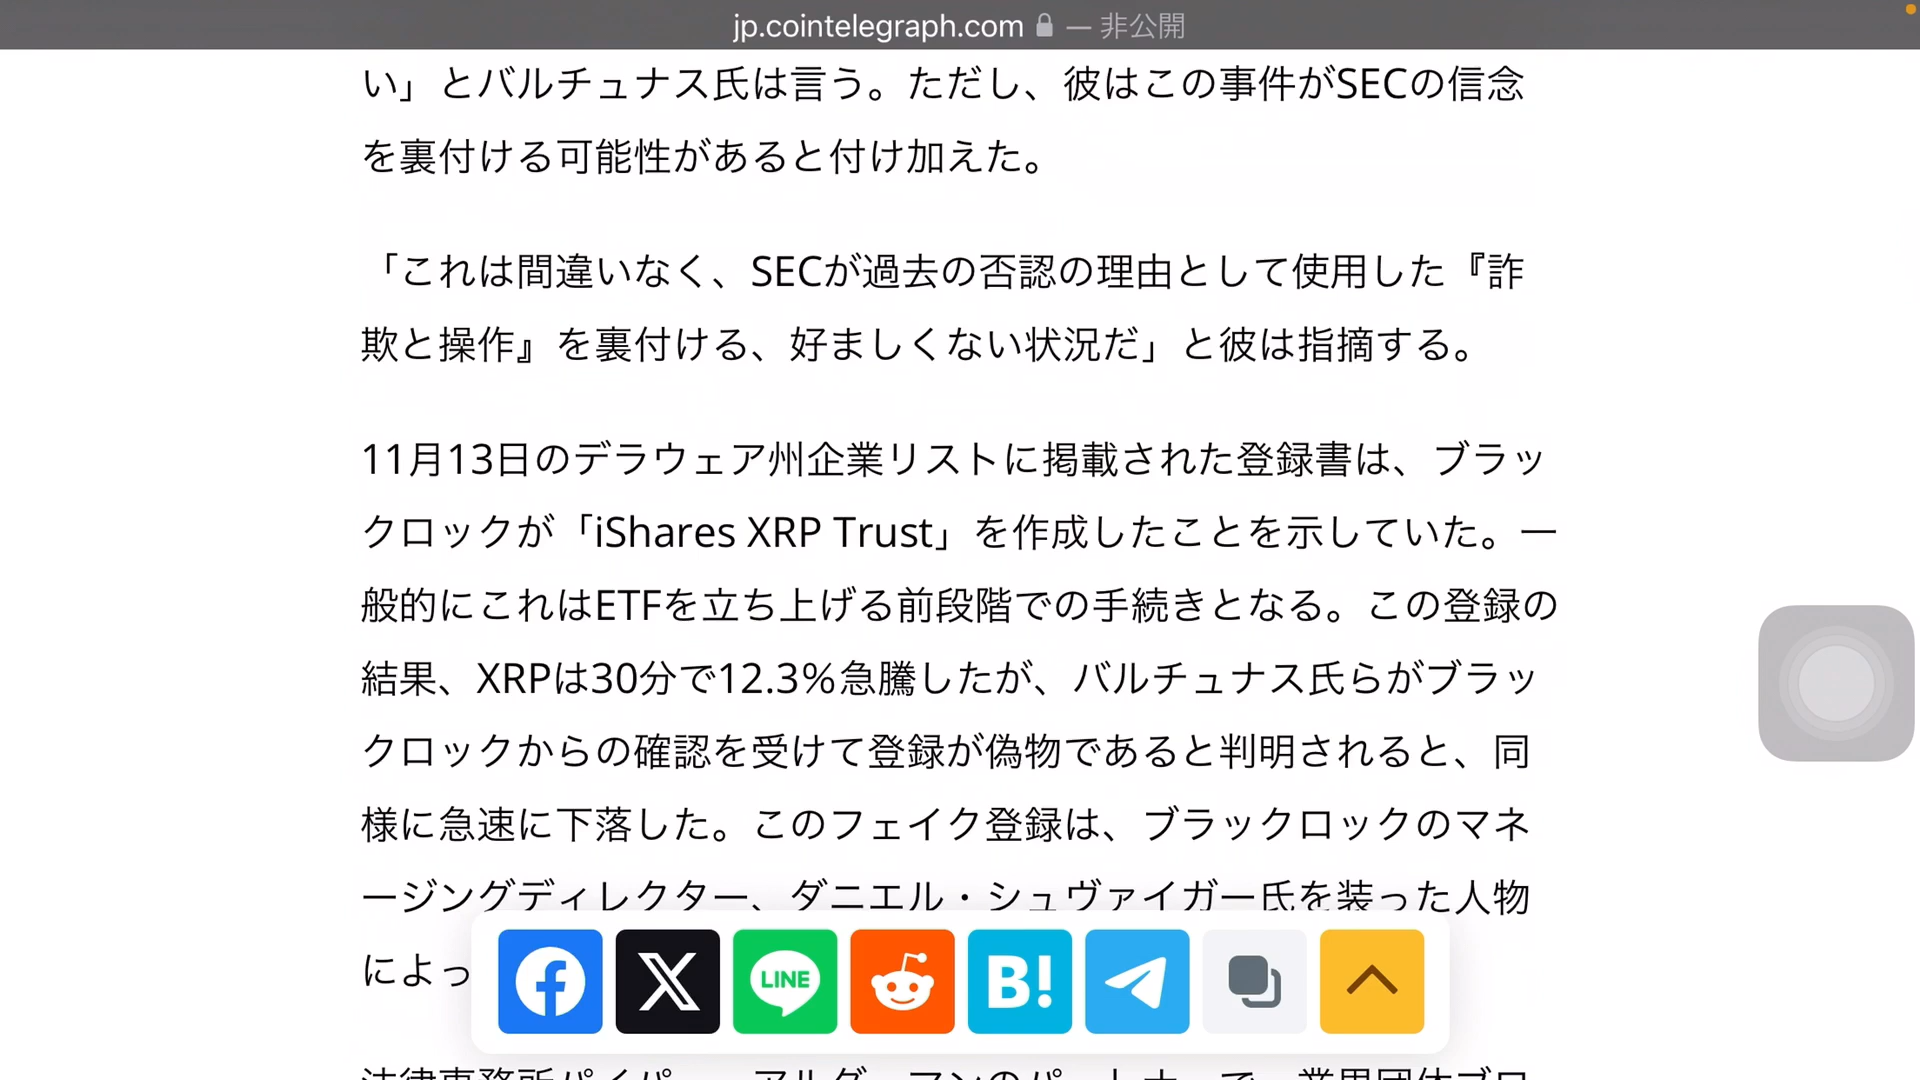 jp.cointelegraph.com — 非公開
い」とバルチュナス氏は言う。ただし、彼はこの事件がSECの信念
を裏付ける可能性があると付け加えた。
「これは間違いなく、SECが過去の否認の理由として使用した『詐
欺と操作』を裏付ける、好ましくない状況だ」と彼は指摘する。
11月13日のデラウェア州企業リストに掲載された登録書は、ブラッ
クロックが「iShares XRP Trust」を作成したことを示していた。一
般的にこれはETFを立ち上げる前段階での手続きとなる。この登録の
結果、XRPは30分で12.3%急騰したが、バルチュナス氏らがブラッ
クロックからの確認を受けて登録が偽物であると判明されると、同
様に急速に下落した。このフェイク登録は、ブラックロックのマネ
ージングディレクター、ダニエル・シュヴァイガー氏を装った人物
によっ
LINE
B!